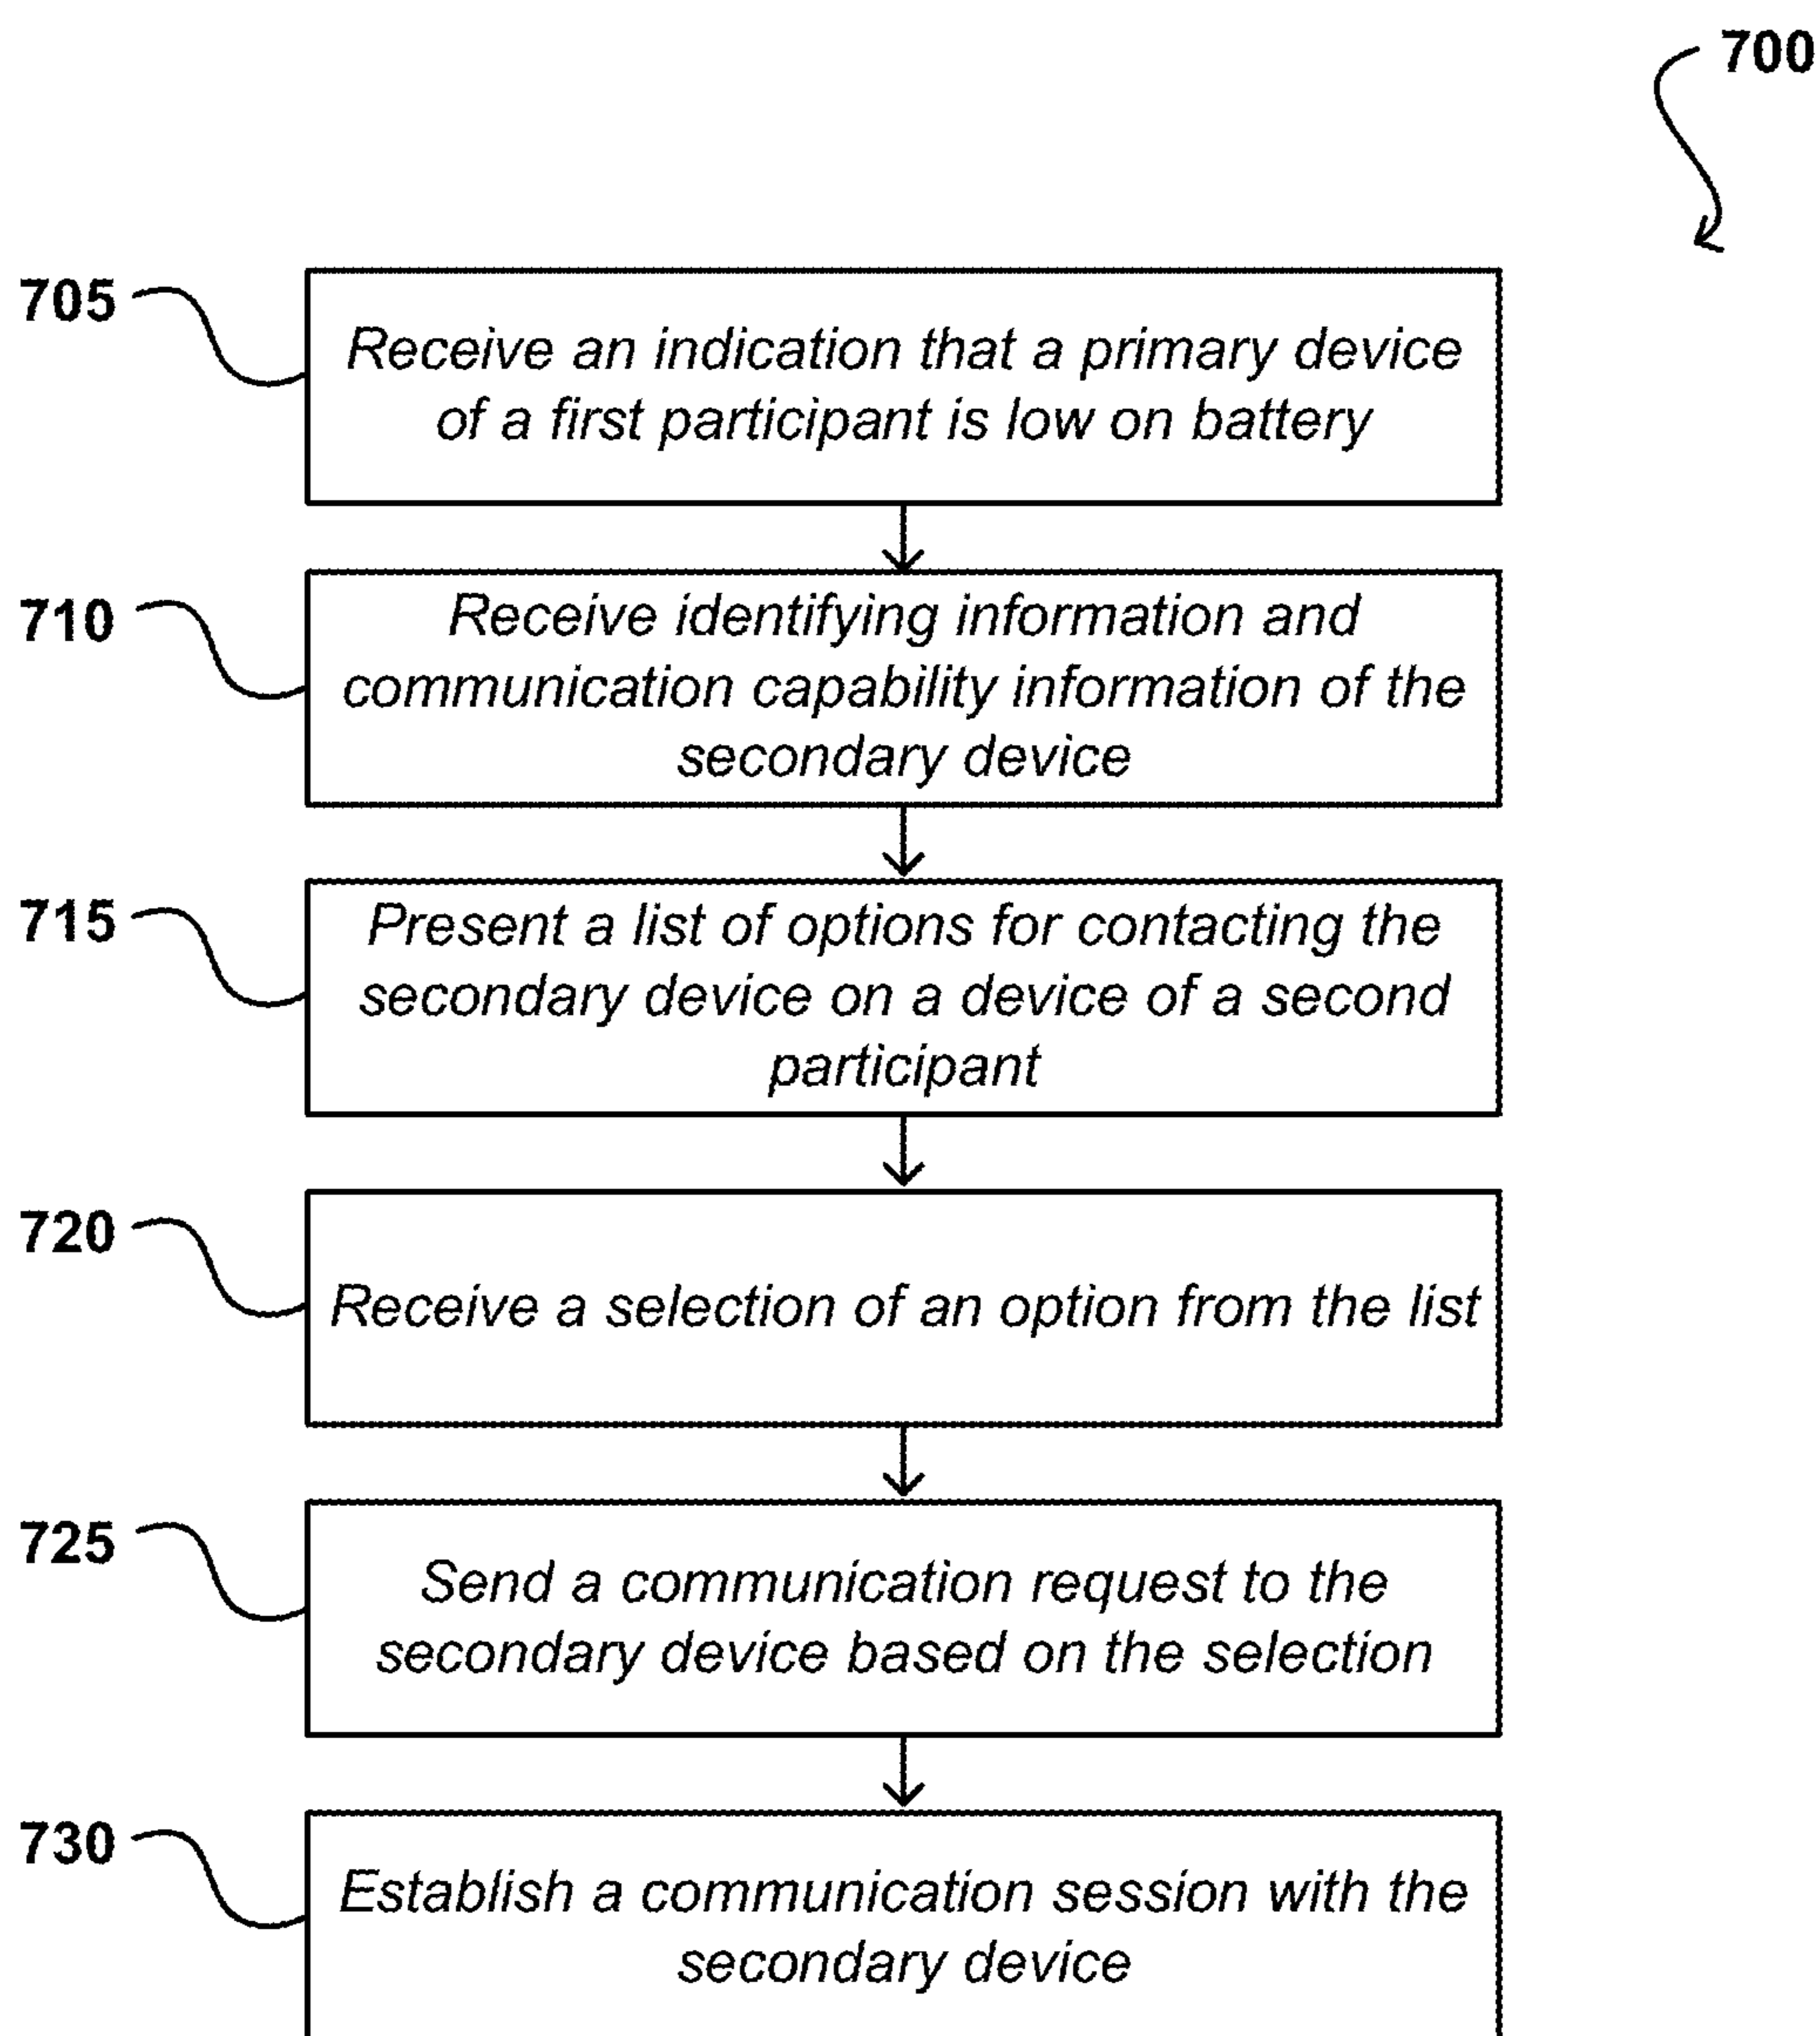 700
705
Receive an indication that a primary device
of a first participant is low on battery
710
Receive identifying information and
communication capability information of the
secondary device
715
Present a list of options for contacting the
secondary device on a device of a second
participant
720
Receive a selection of an option from the list
725
Send a communication request to the
secondary device based on the selection
730
Establish a communication session with the
secondary device